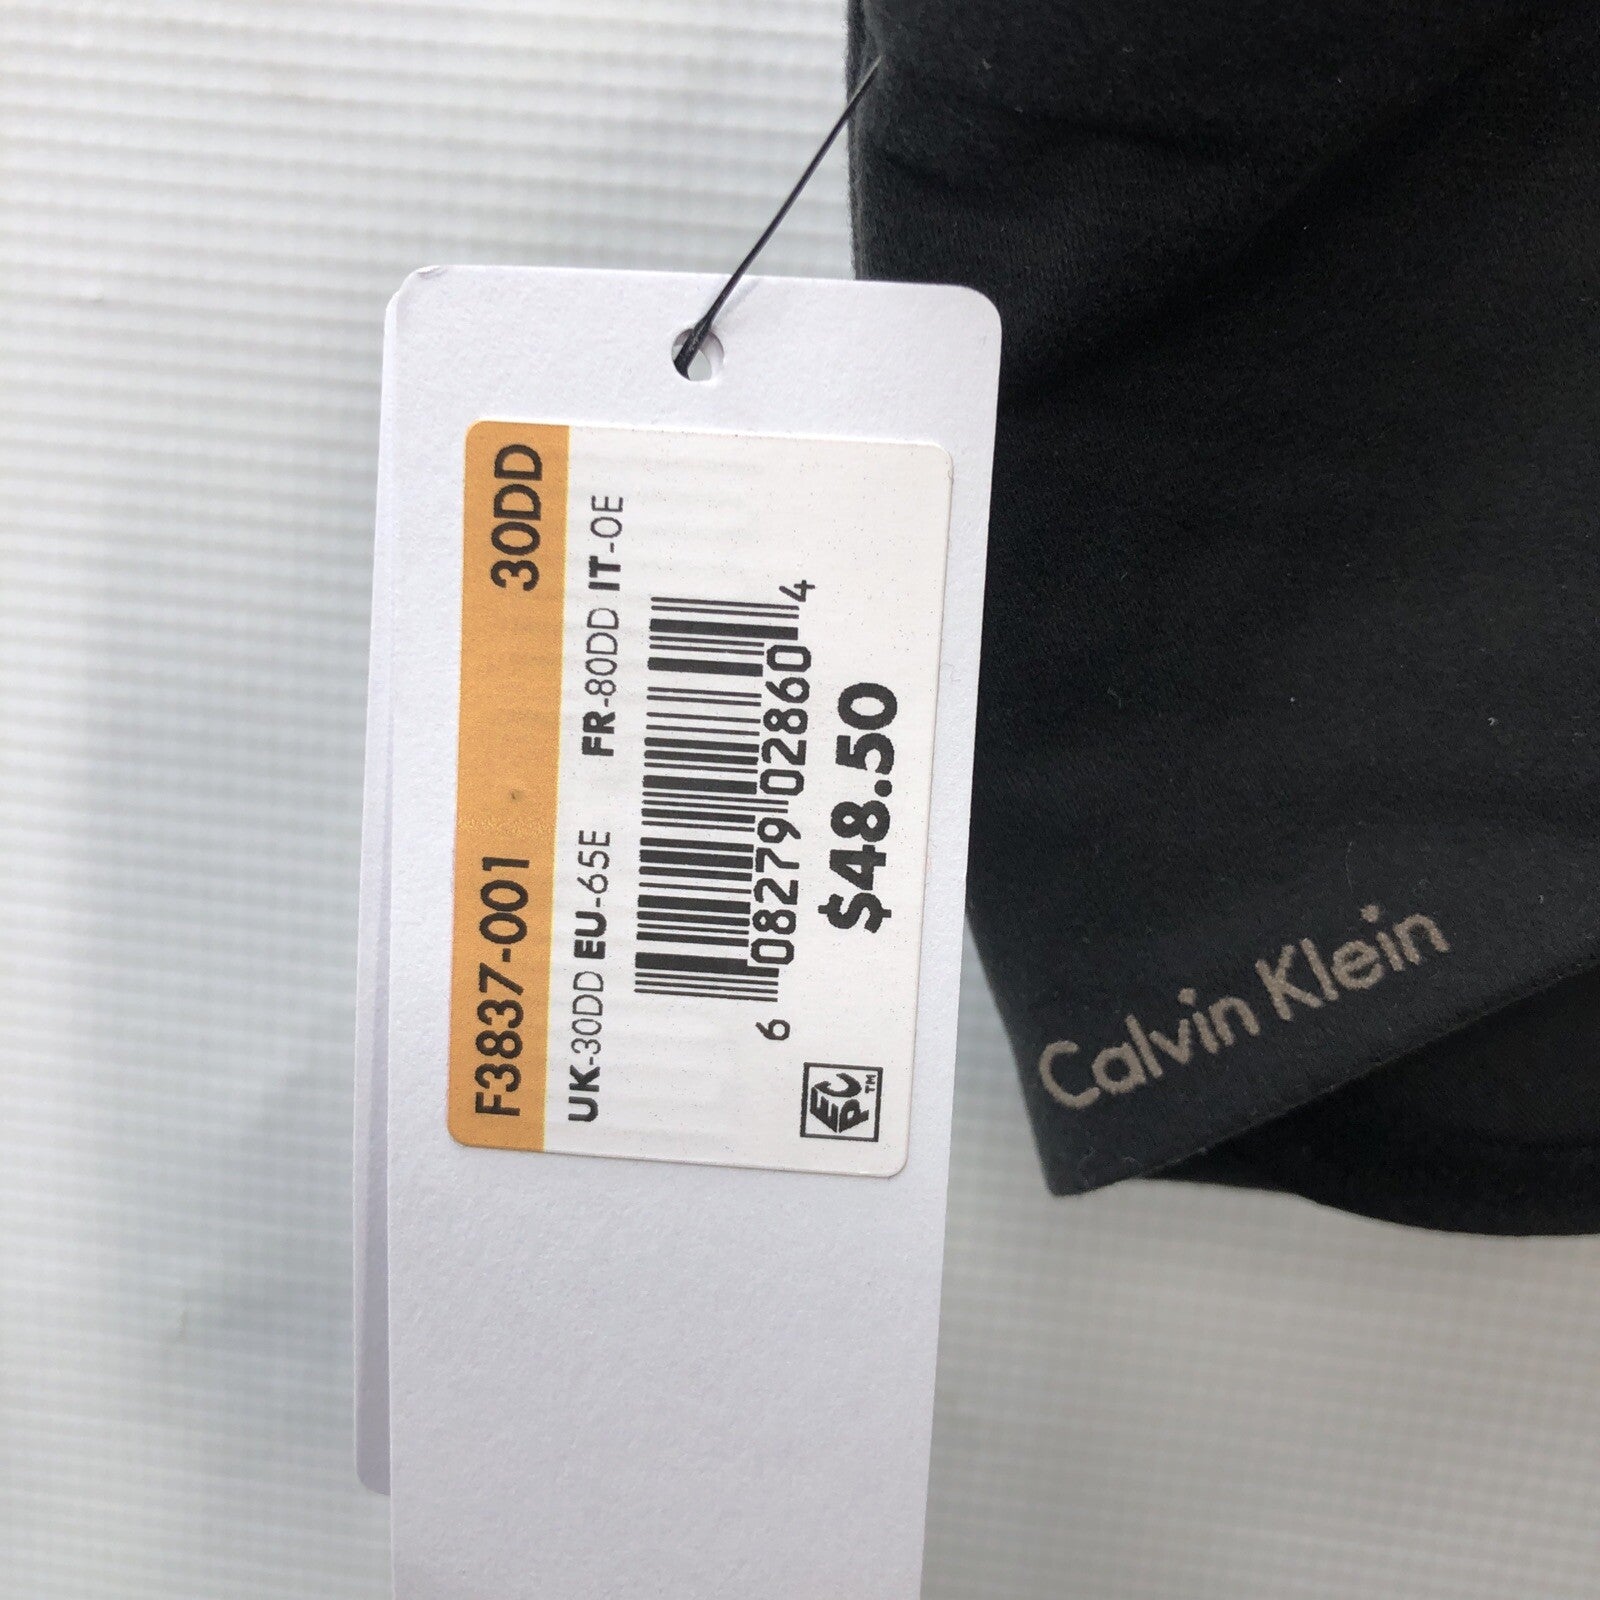 F3837-001 30DD
UK-30DD EU-65E FR-80DD IT-0E
6 08279 02860 4
$48.50
EPC™
Calvin Klein